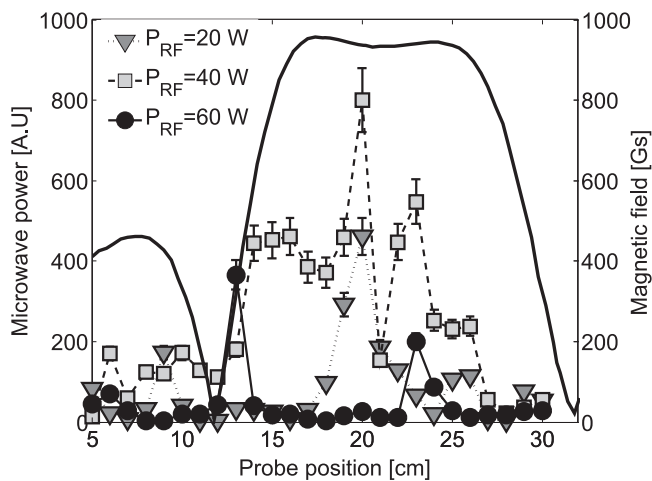 1000
800
600
400
200
0
Microwave power [A.U]
P_RF=20 W
P_RF=40 W
P_RF=60 W
1000
800
600
400
200
0
Magnetic field [Gs]
5 10 15 20 25 30
Probe position [cm]